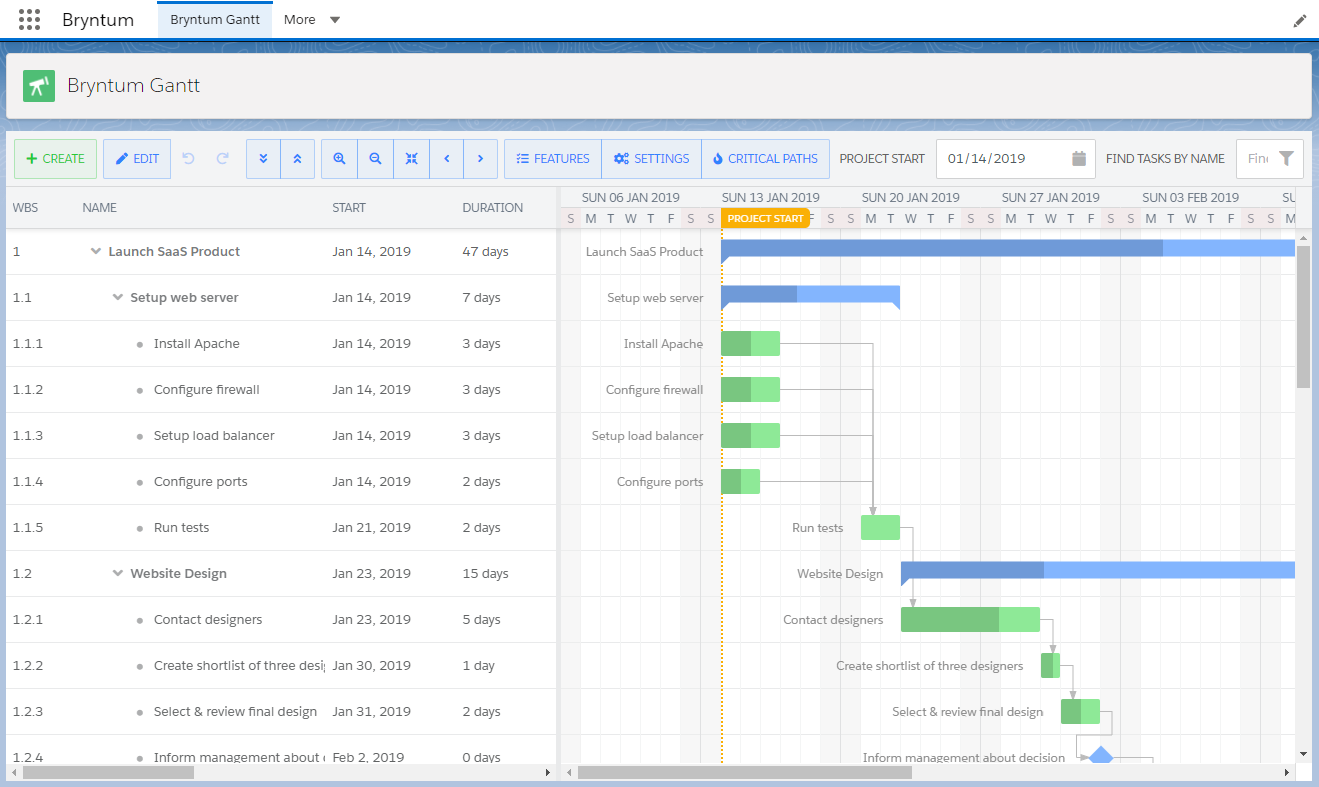 Bryntum Bryntum Gantt More
Bryntum Gantt
CREATE EDIT FEATURES SETTINGS CRITICAL PATHS PROJECT START 01/14/2019 FIND TASKS BY NAME Fin
WBS NAME START DURATION
SUN 06 JAN 2019 SUN 13 JAN 2019 SUN 20 JAN 2019 SUN 27 JAN 2019 SUN 03 FEB 2019 SU
S M T W T F S S PROJECT START F S S M T W T F S S M T W T F S S M T W T F S S M
1 Launch SaaS Product Jan 14, 2019 47 days Launch SaaS Product
1.1 Setup web server Jan 14, 2019 7 days Setup web server
1.1.1 Install Apache Jan 14, 2019 3 days Install Apache
1.1.2 Configure firewall Jan 14, 2019 3 days Configure firewall
1.1.3 Setup load balancer Jan 14, 2019 3 days Setup load balancer
1.1.4 Configure ports Jan 14, 2019 2 days Configure ports
1.1.5 Run tests Jan 21, 2019 2 days Run tests
1.2 Website Design Jan 23, 2019 15 days Website Design
1.2.1 Contact designers Jan 23, 2019 5 days Contact designers
1.2.2 Create shortlist of three desi Jan 30, 2019 1 day Create shortlist of three designers
1.2.3 Select & review final design Jan 31, 2019 2 days Select & review final design
1.2.4 Inform management about Feb 2, 2019 0 days Inform management about decision